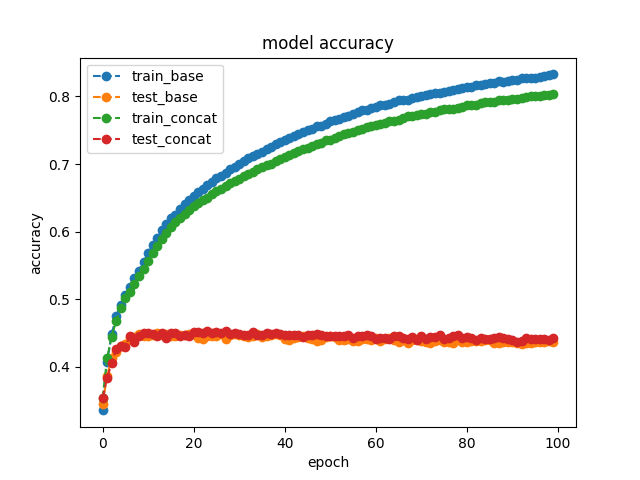 model accuracy
train_base
test_base
train_concat
test_concat
accuracy
0.8
0.7
0.6
0.5
0.4
0 20 40 60 80 100
epoch